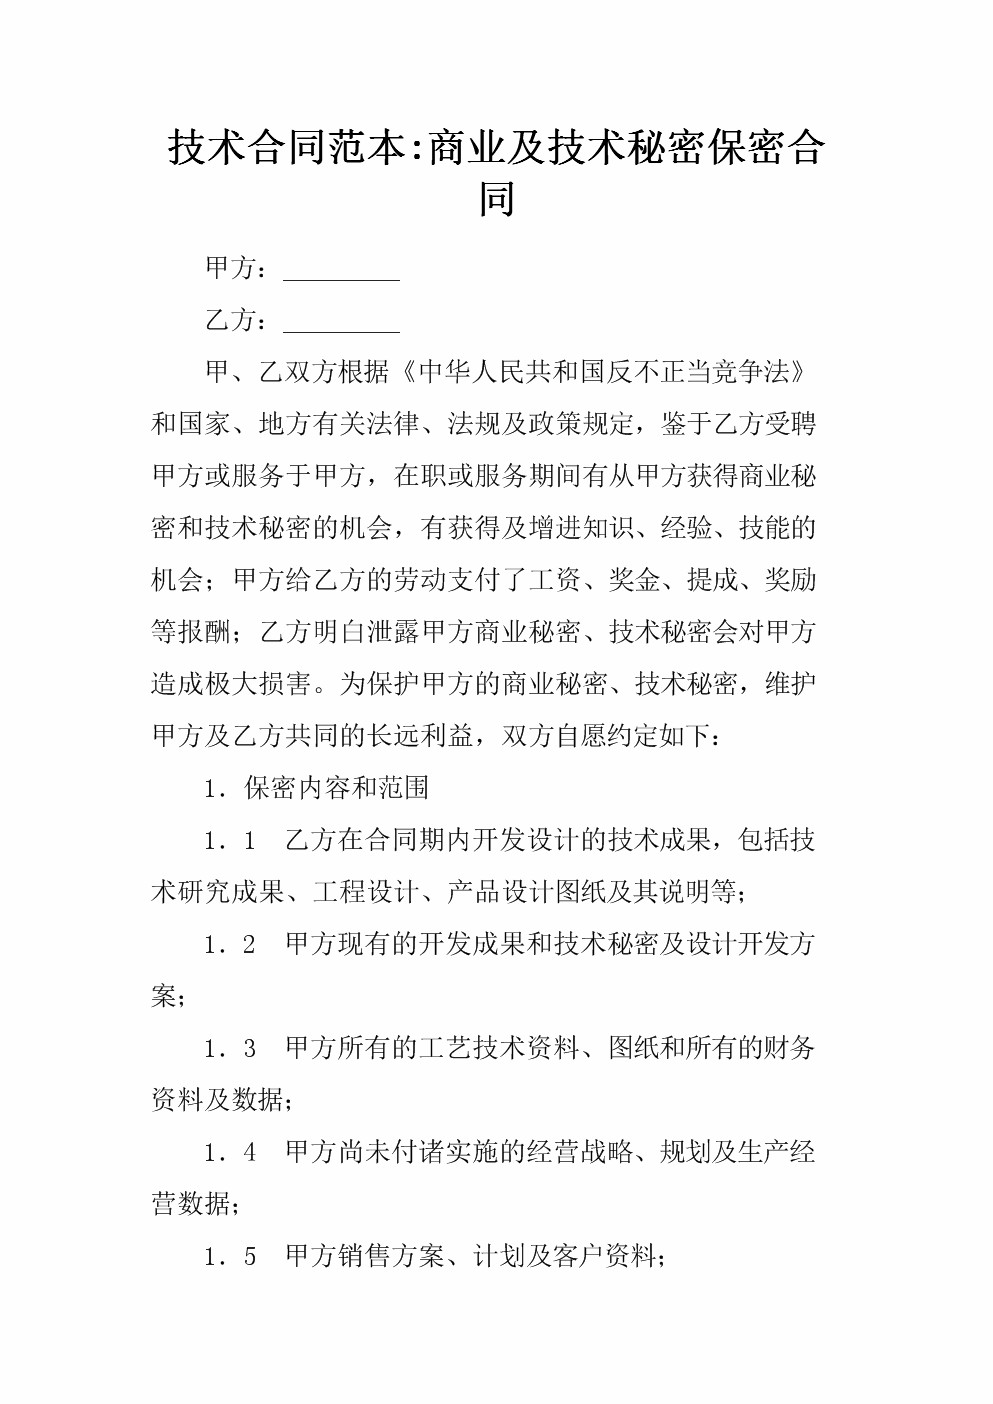 技术合同范本:商业及技术秘密保密合
同
甲方：_________
乙方：_________
甲、乙双方根据《中华人民共和国反不正当竞争法》
和国家、地方有关法律、法规及政策规定，鉴于乙方受聘
甲方或服务于甲方，在职或服务期间有从甲方获得商业秘
密和技术秘密的机会，有获得及增进知识、经验、技能的
机会；甲方给乙方的劳动支付了工资、奖金、提成、奖励
等报酬；乙方明白泄露甲方商业秘密、技术秘密会对甲方
造成极大损害。为保护甲方的商业秘密、技术秘密，维护
甲方及乙方共同的长远利益，双方自愿约定如下：
1．保密内容和范围
1．1　乙方在合同期内开发设计的技术成果，包括技
术研究成果、工程设计、产品设计图纸及其说明等；
1．2　甲方现有的开发成果和技术秘密及设计开发方
案；
1．3　甲方所有的工艺技术资料、图纸和所有的财务
资料及数据；
1．4　甲方尚未付诸实施的经营战略、规划及生产经
营数据；
1．5　甲方销售方案、计划及客户资料；